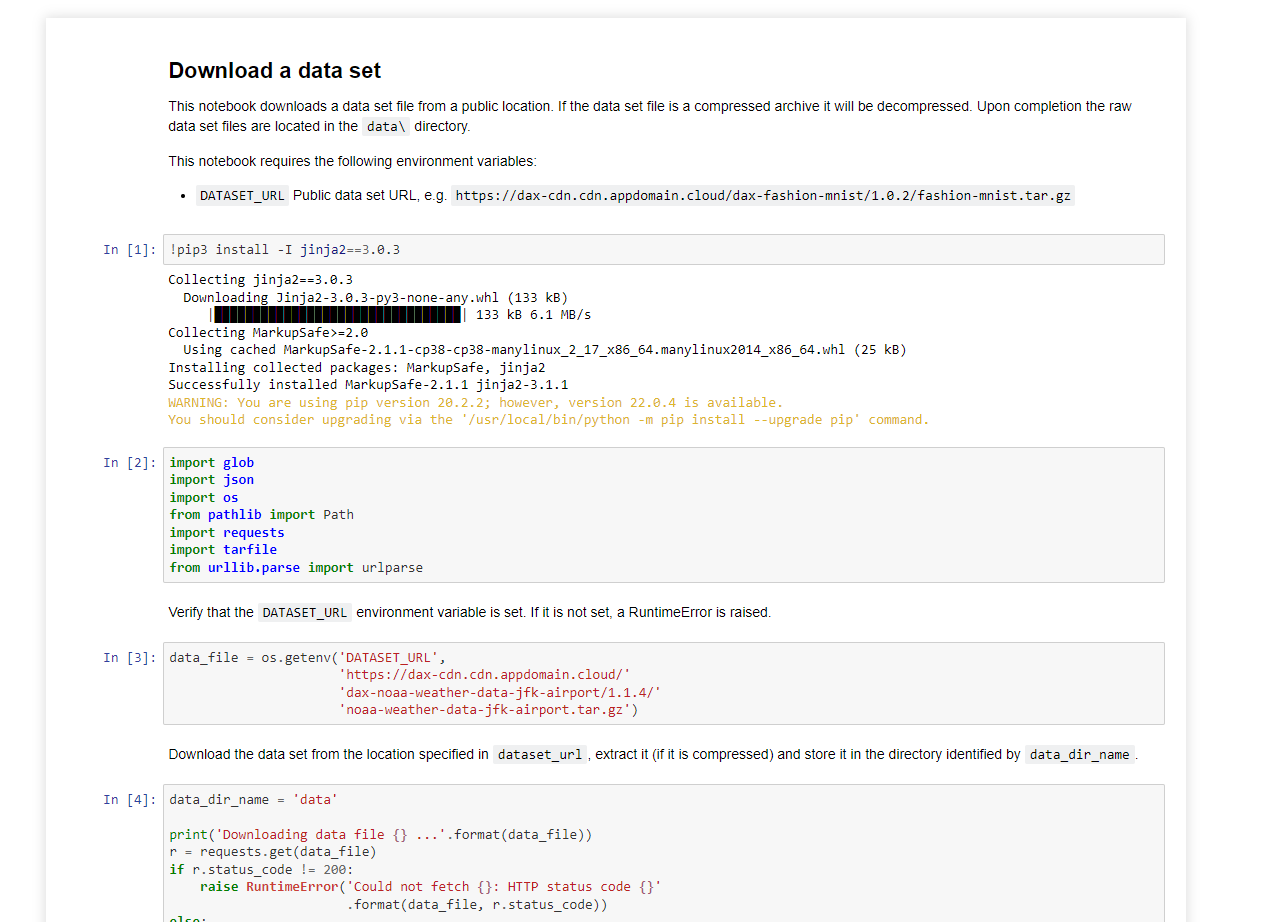 Download a data set
This notebook downloads a data set file from a public location. If the data set file is a compressed archive it will be decompressed. Upon completion the raw
data set files are located in the data\ directory.
This notebook requires the following environment variables:
• DATASET_URL Public data set URL, e.g. https://dax-cdn.cdn.appdomain.cloud/dax-fashion-mnist/1.0.2/fashion-mnist.tar.gz
In [1]: !pip3 install -I jinja2==3.0.3
Collecting jinja2==3.0.3
  Downloading Jinja2-3.0.3-py3-none-any.whl (133 kB)
     |████████████████████████████████| 133 kB 6.1 MB/s
Collecting MarkupSafe>=2.0
  Using cached MarkupSafe-2.1.1-cp38-cp38-manylinux_2_17_x86_64.manylinux2014_x86_64.whl (25 kB)
Installing collected packages: MarkupSafe, jinja2
Successfully installed MarkupSafe-2.1.1 jinja2-3.1.1
WARNING: You are using pip version 20.2.2; however, version 22.0.4 is available.
You should consider upgrading via the '/usr/local/bin/python -m pip install --upgrade pip' command.
In [2]: import glob
import json
import os
from pathlib import Path
import requests
import tarfile
from urllib.parse import urlparse
Verify that the DATASET_URL environment variable is set. If it is not set, a RuntimeError is raised.
In [3]: data_file = os.getenv('DATASET_URL',
                      'https://dax-cdn.cdn.appdomain.cloud/'
                      'dax-noaa-weather-data-jfk-airport/1.1.4/'
                      'noaa-weather-data-jfk-airport.tar.gz')
Download the data set from the location specified in dataset_url, extract it (if it is compressed) and store it in the directory identified by data_dir_name.
In [4]: data_dir_name = 'data'
print('Downloading data file {} ...'.format(data_file))
r = requests.get(data_file)
if r.status_code != 200:
    raise RuntimeError('Could not fetch {}: HTTP status code {}'
                       .format(data_file, r.status_code))
else: